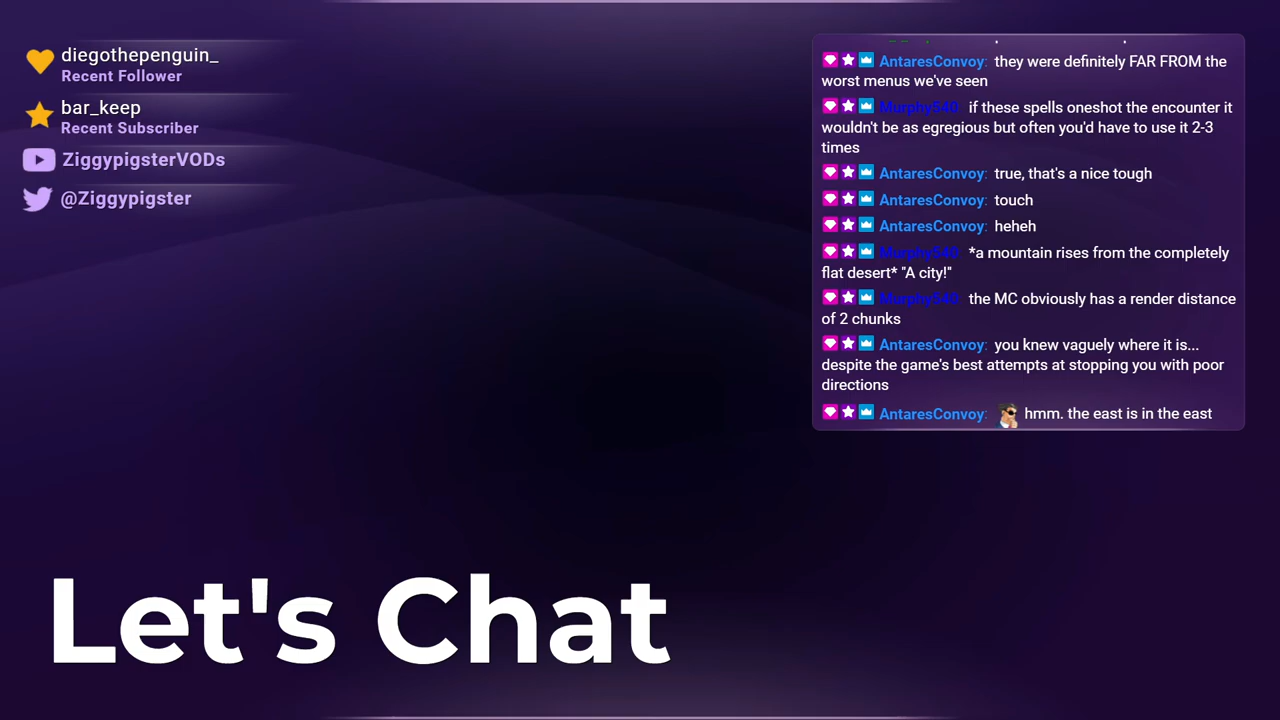 diegothepenguin_
Recent Follower
bar_keep
Recent Subscriber
ZiggypigsterVODs
@Ziggypigster
AntaresConvoy: they were definitely FAR FROM the
worst menus we've seen
Murphy540 if these spells oneshot the encounter it
wouldn't be as egregious but often you'd have to use it 2-3
times
AntaresConvoy: true, that's a nice tough
AntaresConvoy: touch
AntaresConvoy: heheh
Murphy540 *a mountain rises from the completely
flat desert* "A city!"
Murphy540 the MC obviously has a render distance
of 2 chunks
AntaresConvoy: you knew vaguely where it is...
despite the game's best attempts at stopping you with poor
directions
AntaresConvoy: hmm. the east is in the east
Let's Chat